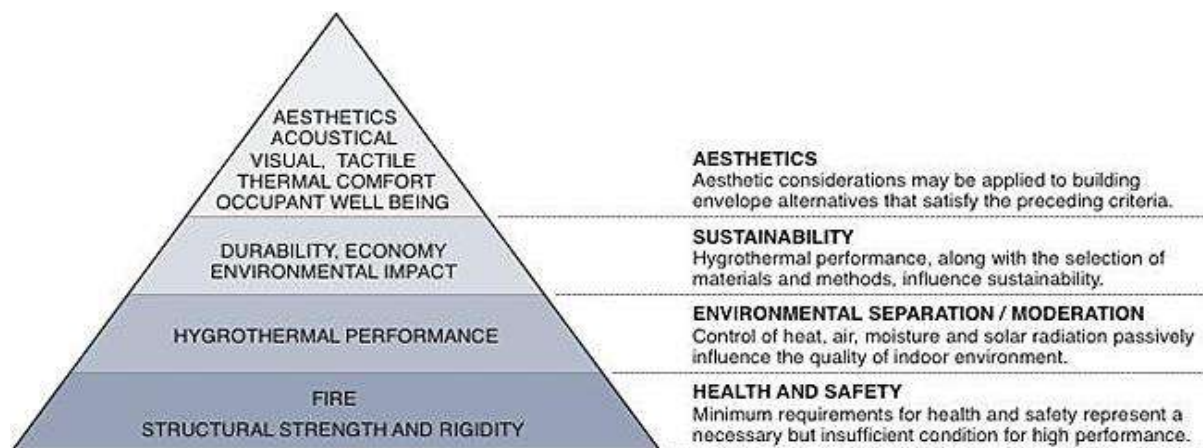 AESTHETICS
ACOUSTICAL
VISUAL, TACTILE
THERMAL COMFORT
OCCUPANT WELL BEING
AESTHETICS
Aesthetic considerations may be applied to building
envelope alternatives that satisfy the preceding criteria.
DURABILITY, ECONOMY
ENVIRONMENTAL IMPACT
SUSTAINABILITY
Hygrothermal performance, along with the selection of
materials and methods, influence sustainability.
HYGROTHERMAL PERFORMANCE
ENVIRONMENTAL SEPARATION / MODERATION
Control of heat, air, moisture and solar radiation passively
influence the quality of indoor environment.
FIRE
STRUCTURAL STRENGTH AND RIGIDITY
HEALTH AND SAFETY
Minimum requirements for health and safety represent a
necessary but insufficient condition for high performance.